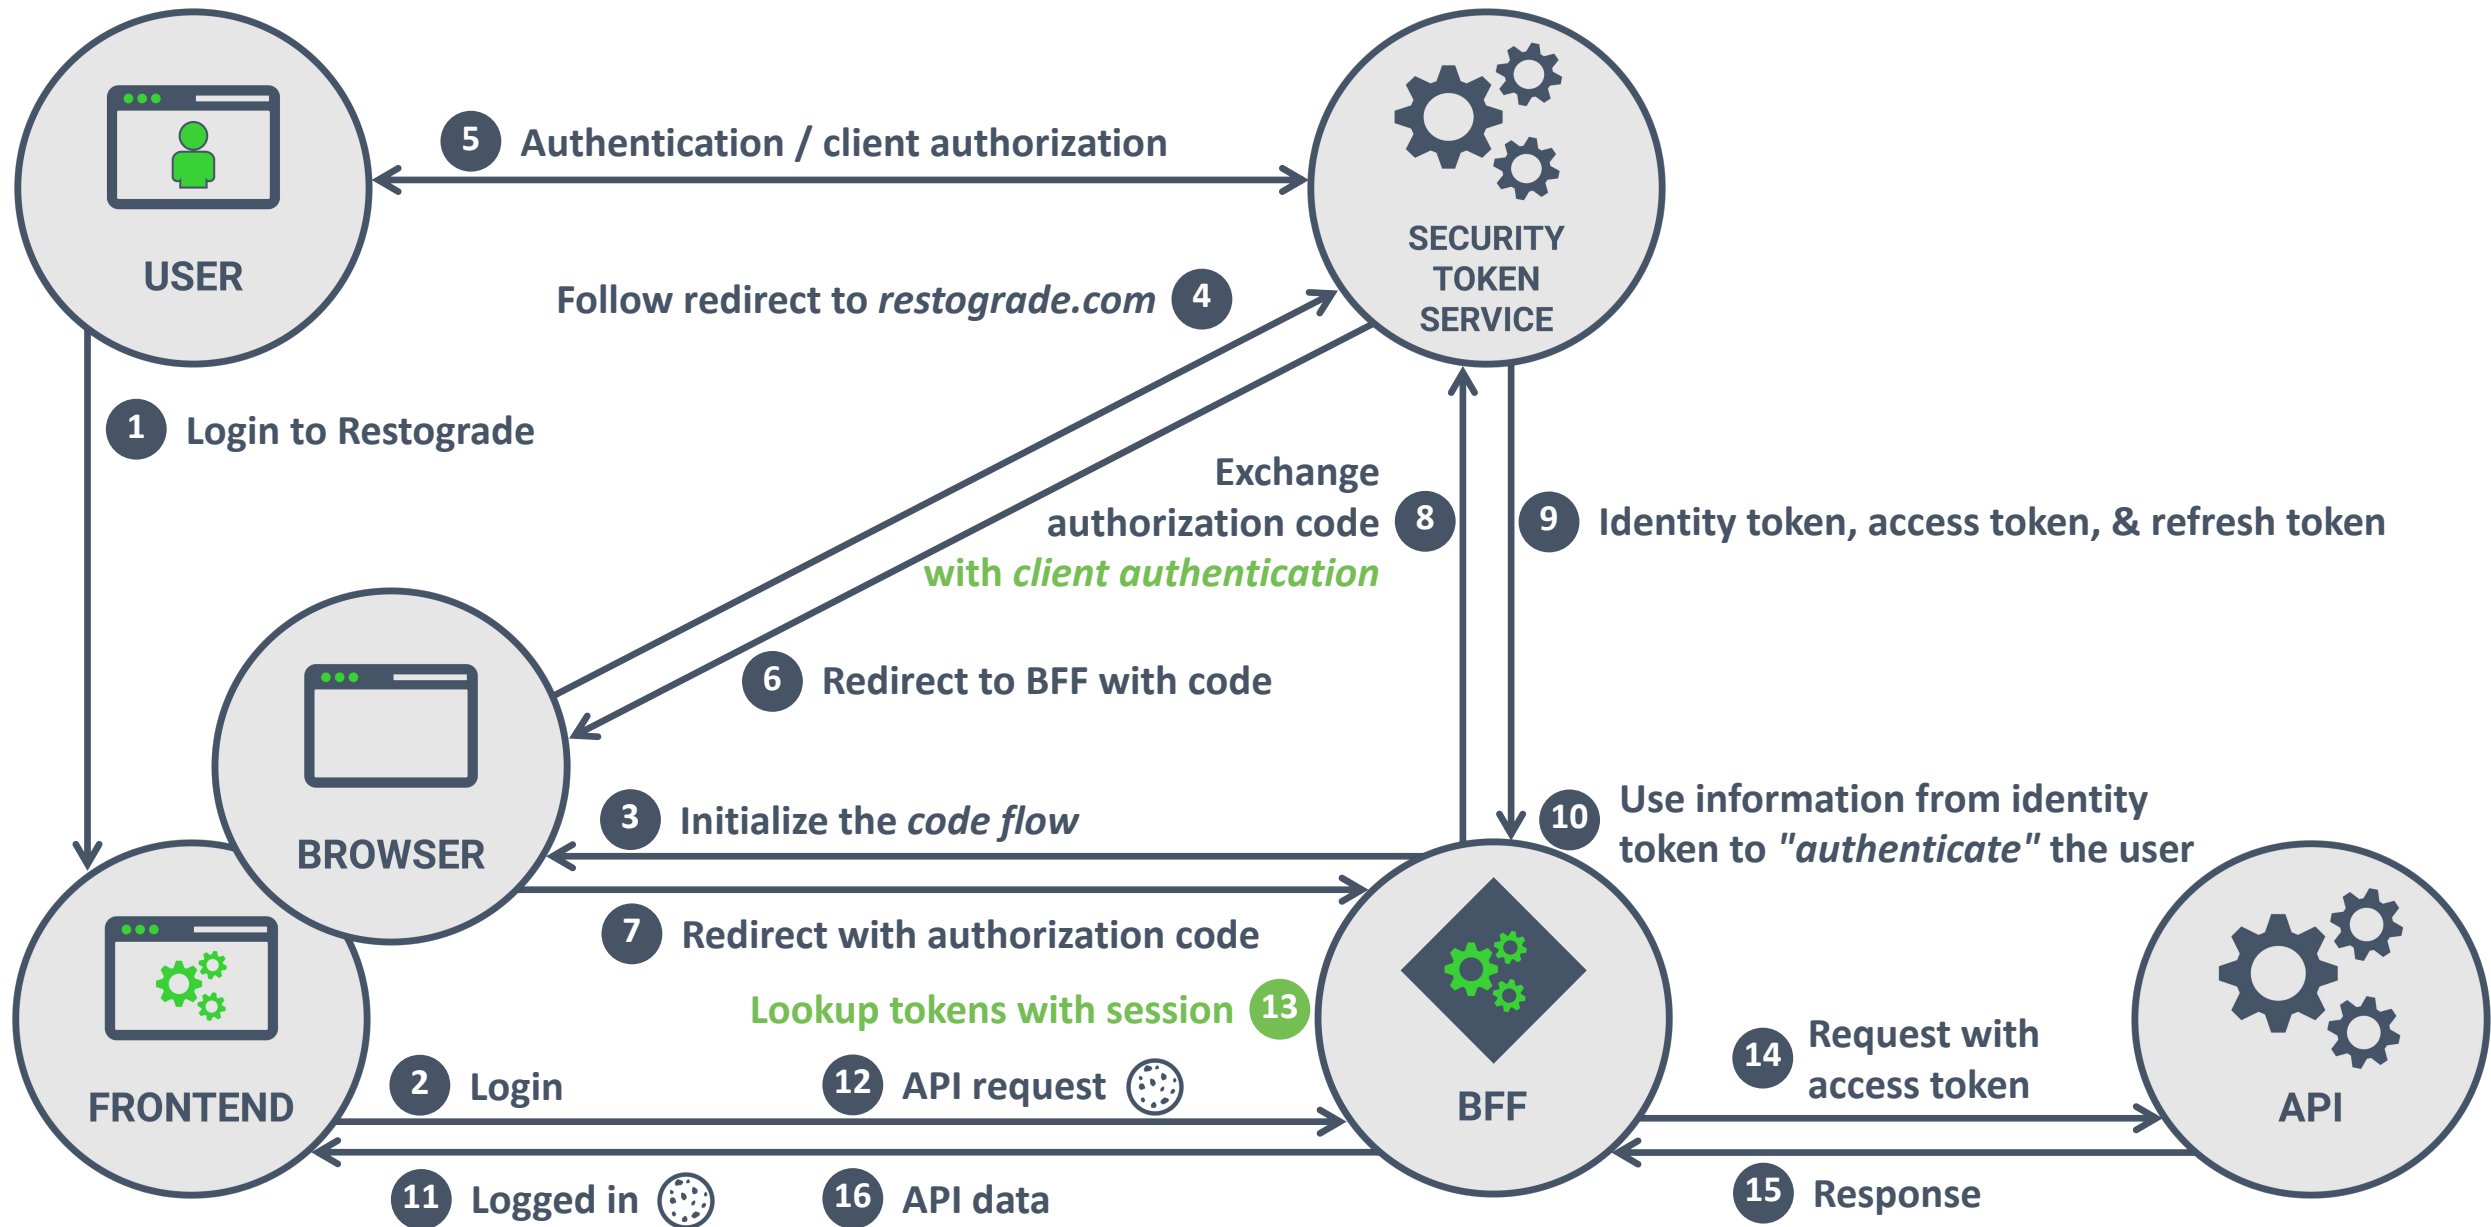 5 Authentication / client authorization
USER
SECURITY
TOKEN
SERVICE
Follow redirect to restograde.com 4
1 Login to Restograde
Exchange
authorization code 8
with client authentication
9 Identity token, access token, & refresh token
6 Redirect to BFF with code
BROWSER
3 Initialize the code flow
10 Use information from identity
token to "authenticate" the user
7 Redirect with authorization code
Lookup tokens with session 13
FRONTEND
2 Login
12 API request
BFF
14 Request with
access token
API
11 Logged in
16 API data
15 Response